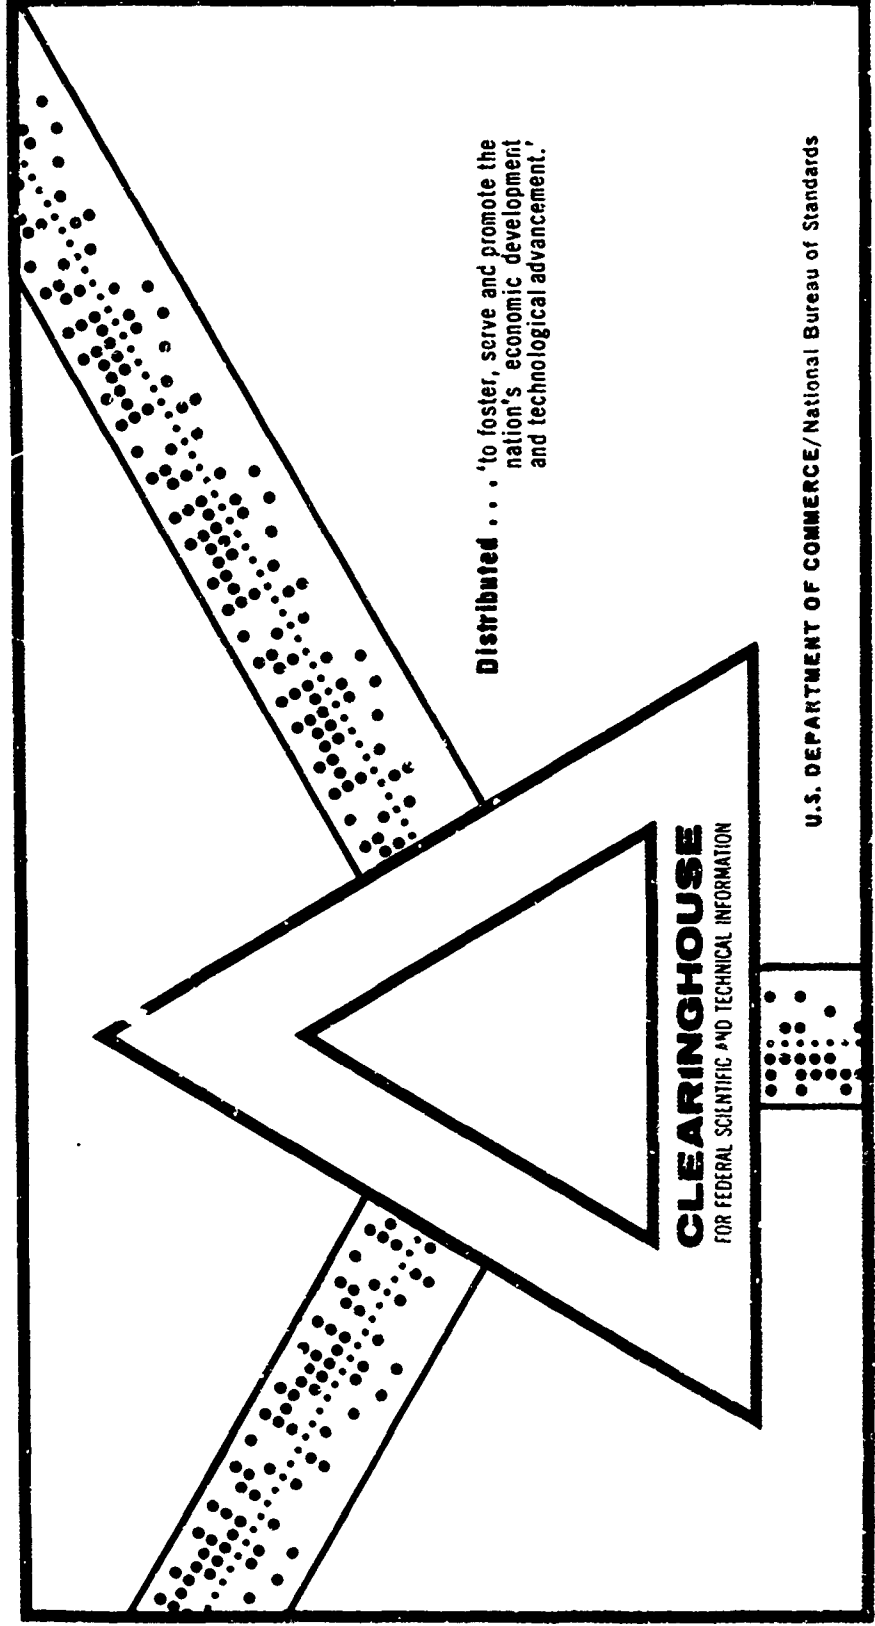 CLEARINGHOUSE
FOR FEDERAL SCIENTIFIC AND TECHNICAL INFORMATION
Distributed .... 'to foster, serve and promote the
nation's economic development
and technological advancement.'
U.S. DEPARTMENT OF COMMERCE/National Bureau of Standards